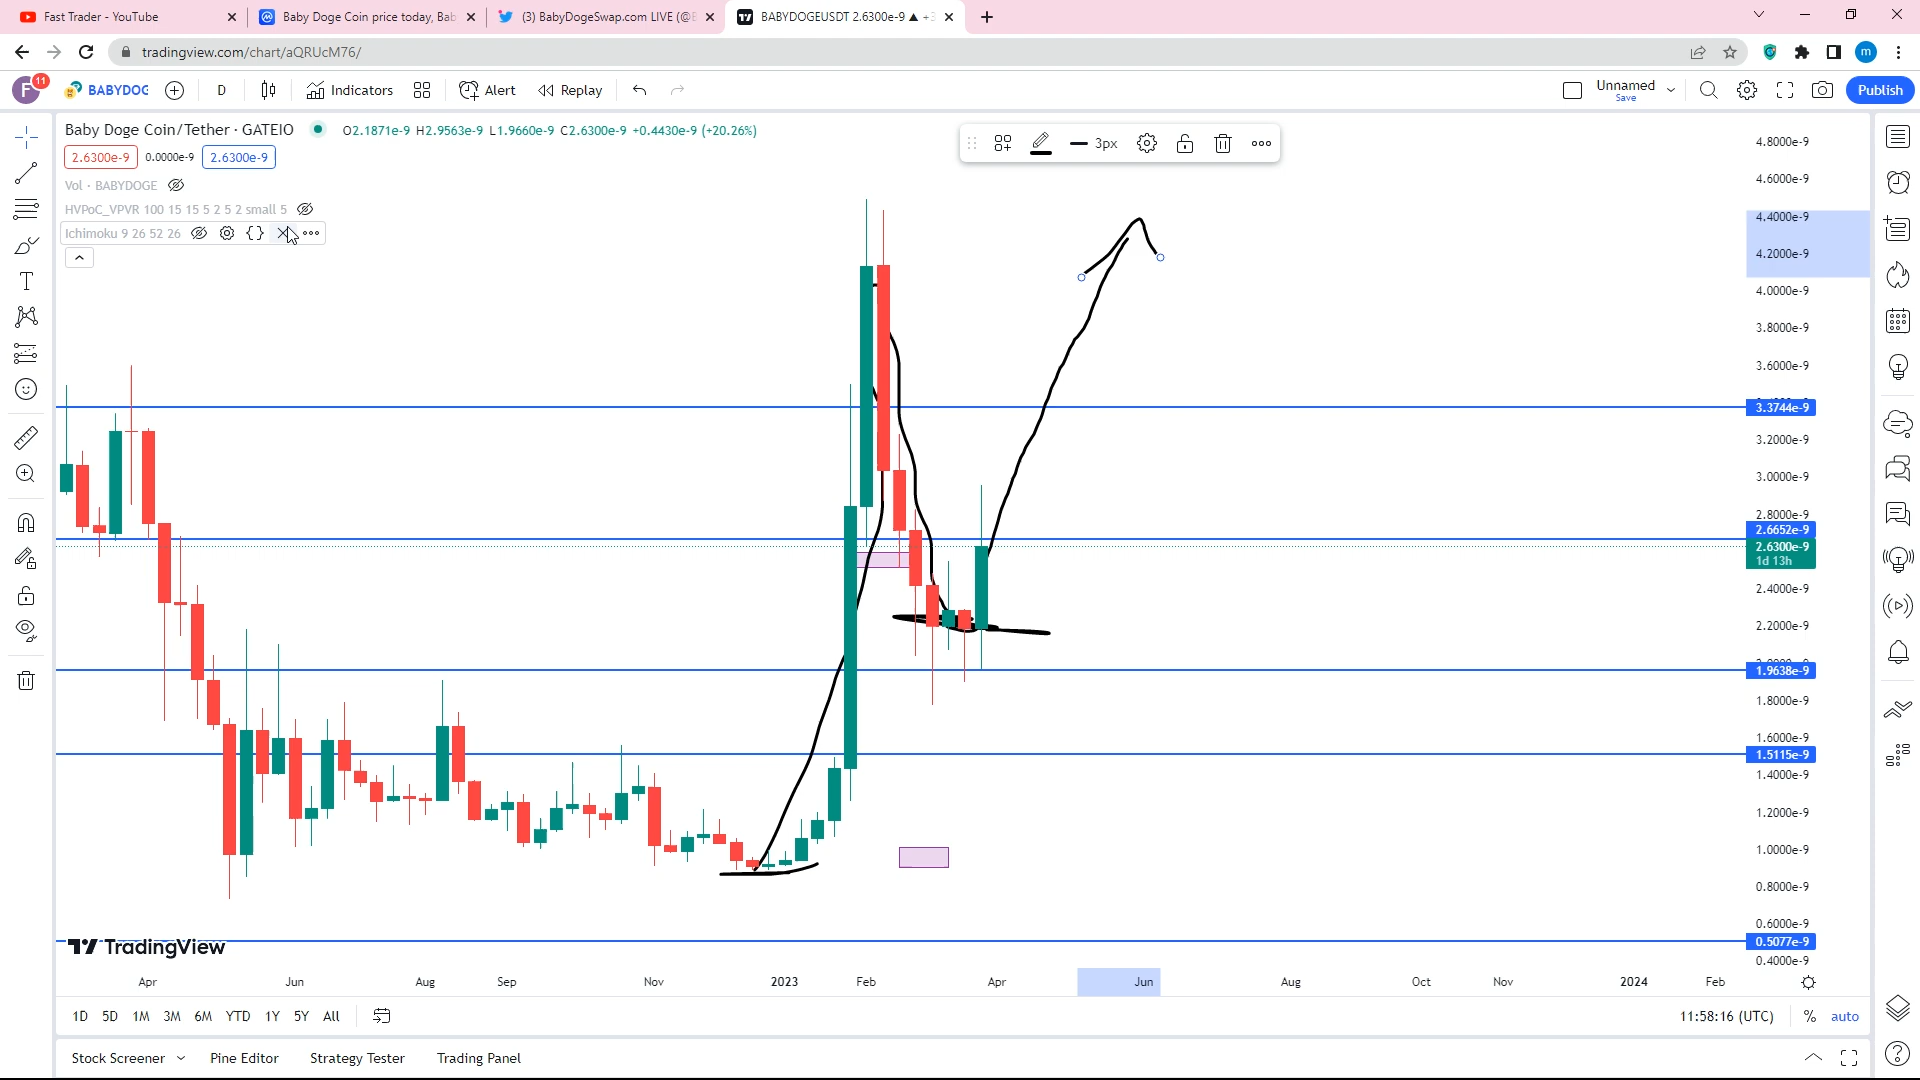 Fast Trader - YouTube
Baby Doge Coin price today, Bab
(3) BabyDogeSwap.com LIVE (@B
BABYDOGEUSDT 2.6300e-9 ▲ +3
tradingview.com/chart/aQRUcM76/
m
F
11
BABYDOG
D
Indicators
Alert
Replay
Unnamed
Save
Publish
Baby Doge Coin/Tether · GATEIO
O2.1871e-9 H2.9563e-9 L1.9660e-9 C2.6300e-9 +0.4430e-9 (+20.26%)
3px
2.6300e-9
0.0000e-9
2.6300e-9
Vol · BABYDOGE
HVPoC_VPVR 100 15 15 5 2 5 2 small 5
Ichimoku 9 26 52 26
4.8000e-9
4.6000e-9
4.4000e-9
4.2000e-9
4.0000e-9
3.8000e-9
3.6000e-9
3.3744e-9
3.2000e-9
3.0000e-9
2.8000e-9
2.6652e-9
2.6300e-9
1d 13h
2.4000e-9
2.2000e-9
1.9638e-9
1.8000e-9
1.6000e-9
1.5115e-9
1.4000e-9
1.2000e-9
1.0000e-9
0.8000e-9
0.6000e-9
0.5077e-9
0.4000e-9
TradingView
Apr
Jun
Aug
Sep
Nov
2023
Feb
Apr
Jun
Aug
Oct
Nov
2024
Feb
1D
5D
1M
3M
6M
YTD
1Y
5Y
All
11:58:16 (UTC)
%
auto
Stock Screener
Pine Editor
Strategy Tester
Trading Panel